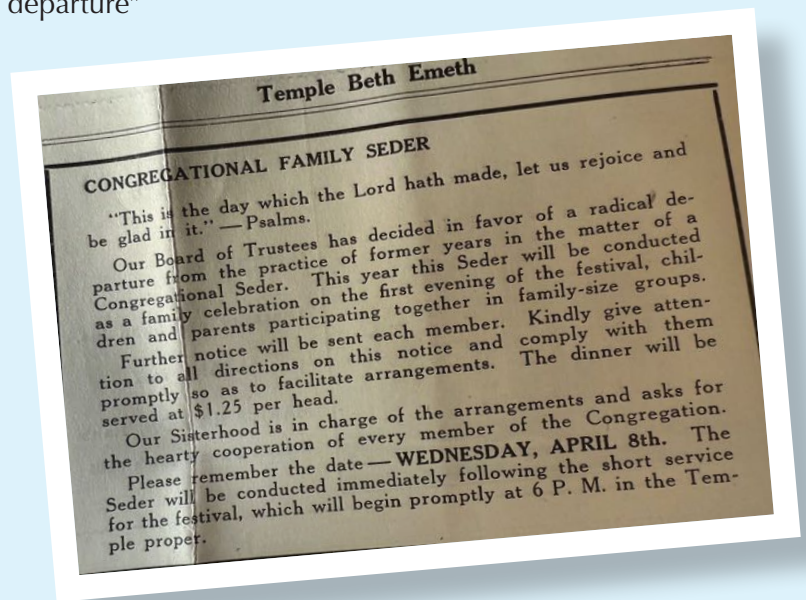 departure"
Temple Beth Emeth
CONGREGATIONAL FAMILY SEDER
"This is the day which the Lord hath made, let us rejoice and
be glad in it." — Psalms.
Our Board of Trustees has decided in favor of a radical de-
parture from the practice of former years in the matter of a
Congregational Seder. This year this Seder will be conducted
as a family celebration on the first evening of the festival, chil-
dren and parents participating together in family-size groups.
Further notice will be sent each member. Kindly give atten-
tion to all directions on this notice and comply with them
promptly so as to facilitate arrangements. The dinner will be
served at $1.25 per head.
Our Sisterhood is in charge of the arrangements and asks for
the hearty cooperation of every member of the Congregation.
Please remember the date — WEDNESDAY, APRIL 8th. The
Seder will be conducted immediately following the short service
for the festival, which will begin promptly at 6 P. M. in the Tem-
ple proper.